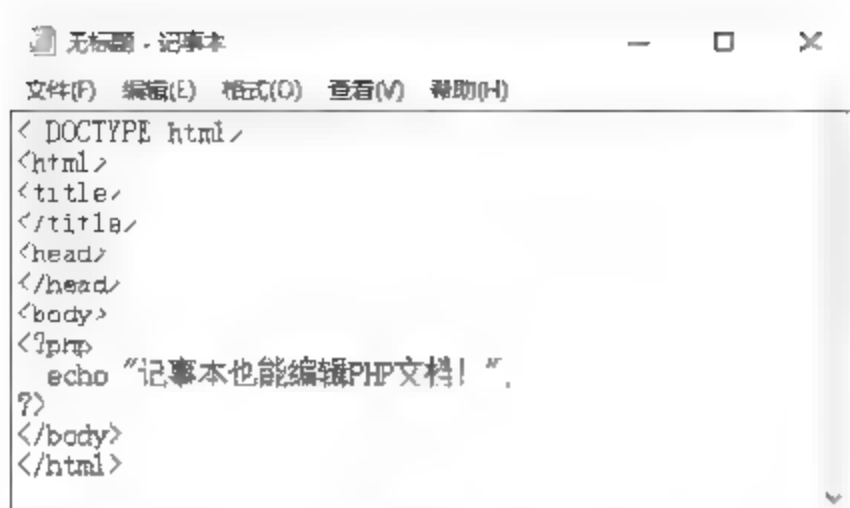 无标题 - 记事本
文件(F) 编辑(E) 格式(O) 查看(V) 帮助(H)
<!DOCTYPE html>
<html>
<title>
</title>
<head>
</head>
<body>
<?php
echo "记事本也能编辑PHP文档！";
?>
</body>
</html>